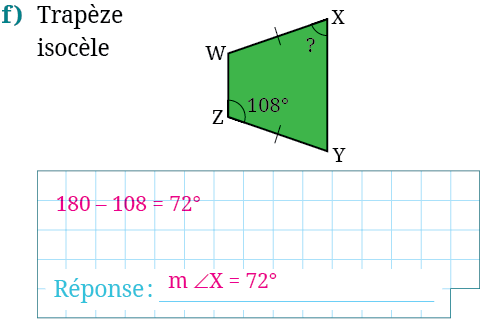 f) Trapèze
isocèle
X
?
W
108°
Z
Y
180 – 108 = 72°
Réponse : m ∠X = 72°